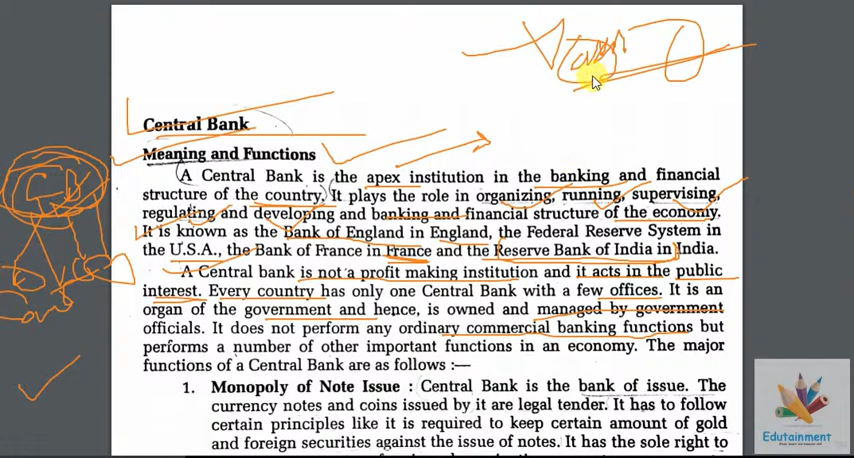 Central Bank
Meaning and Functions
A Central Bank is the apex institution in the banking and financial
structure of the country. It plays the role in organizing, running, supervising,
regulating and developing and banking and financial structure of the economy.
It is known as the Bank of England in England, the Federal Reserve System in
the U.S.A., the Bank of France in France and the Reserve Bank of India in India.
A Central bank is not a profit making institution and it acts in the public
interest. Every country has only one Central Bank with a few offices. It is an
organ of the government and hence, is owned and managed by government
officials. It does not perform any ordinary commercial banking functions but
performs a number of other important functions in an economy. The major
functions of a Central Bank are as follows :—
1. Monopoly of Note Issue : Central Bank is the bank of issue. The
currency notes and coins issued by it are legal tender. It has to follow
certain principles like it is required to keep certain amount of gold
and foreign securities against the issue of notes. It has the sole right to
Edutainment